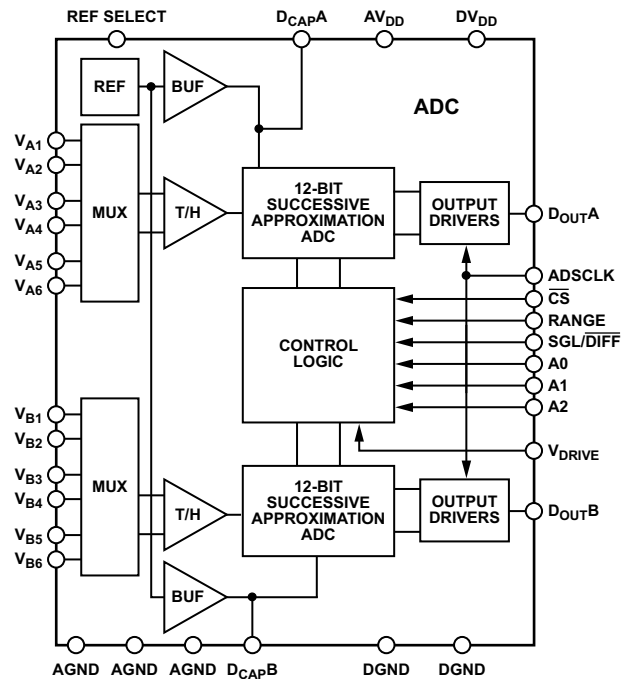 REF SELECT
DCAPA
AVDD
DVDD
REF
BUF
ADC
VA1
VA2
VA3
VA4
VA5
VA6
MUX
T/H
12-BIT
SUCCESSIVE
APPROXIMATION
ADC
OUTPUT
DRIVERS
DOUTA
ADSCLK
CS
RANGE
SGL/DIFF
A0
A1
A2
VDRIVE
CONTROL
LOGIC
VB1
VB2
VB3
VB4
VB5
VB6
MUX
T/H
12-BIT
SUCCESSIVE
APPROXIMATION
ADC
OUTPUT
DRIVERS
DOUTB
BUF
AGND
AGND
AGND
DCAPB
DGND
DGND